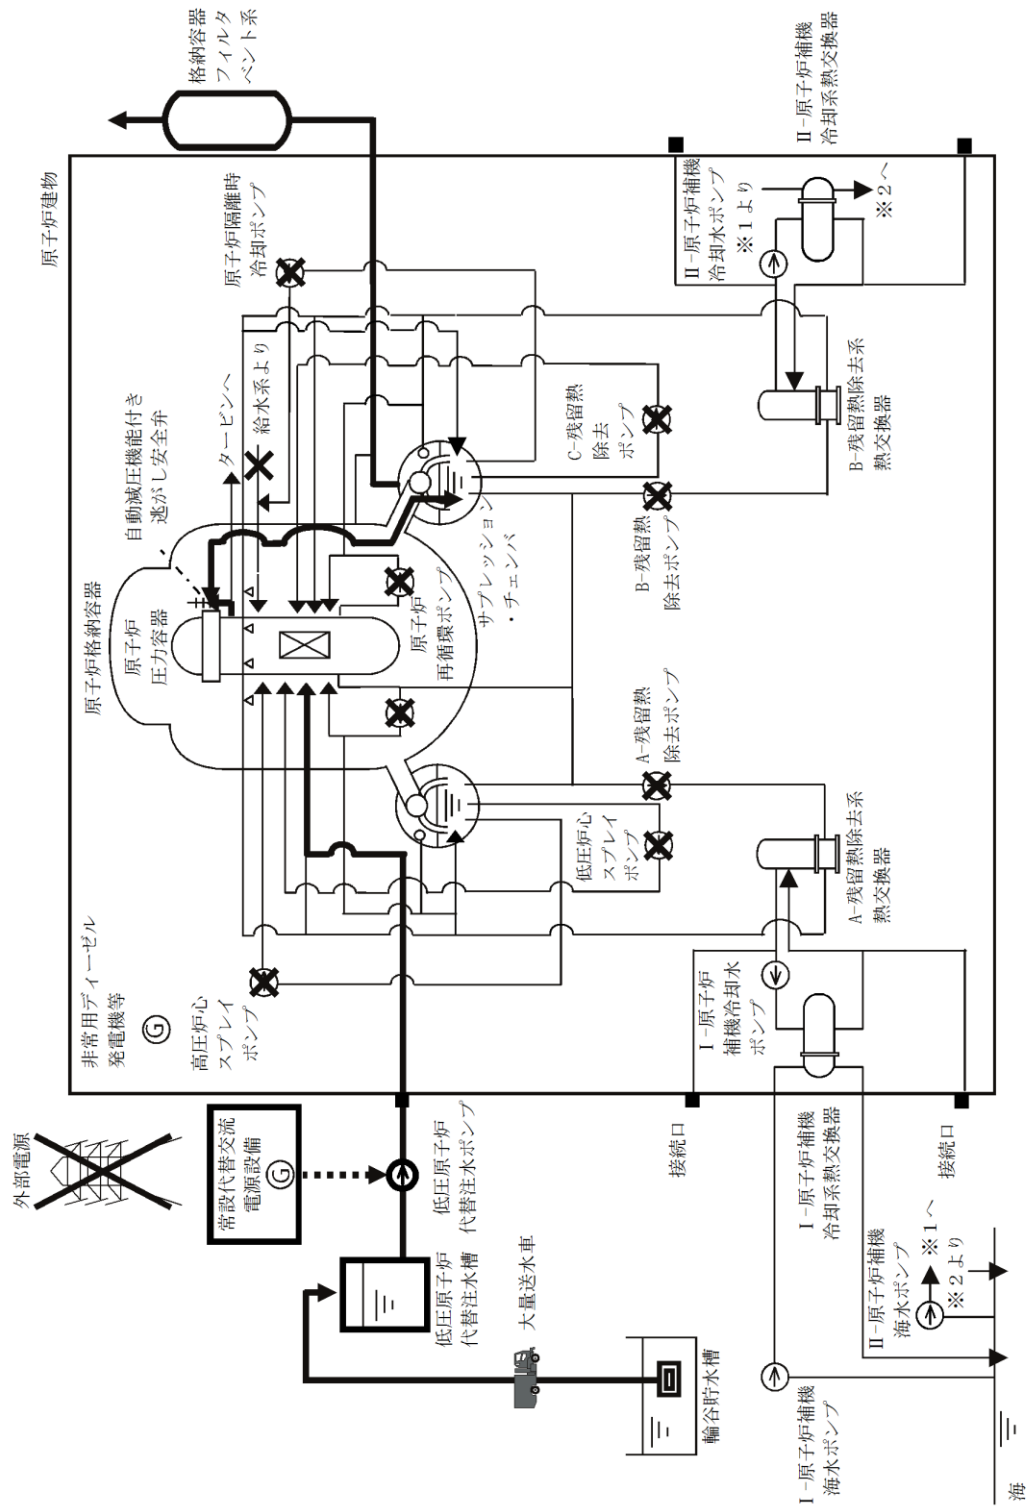 外部電源
常設代替交流
電源設備
G
低圧原子炉
代替注水槽
低圧原子炉
代替注水ポンプ
大量送水車
輪谷貯水槽
非常用ディーゼル
発電機等
G
高圧炉心
スプレイ
ポンプ
原子炉建物
原子炉格納容器
原子炉
圧力容器
自動減圧機能付き
逃がし安全弁
タービンへ
給水系より
原子炉隔離時
冷却ポンプ
格納容器
フィルタ
ベント系
原子炉
再循環ポンプ
サプレッション
・チェンバ
低圧炉心
スプレイ
ポンプ
A-残留熱
除去ポンプ
B-残留熱
除去ポンプ
C-残留熱
除去
ポンプ
A-残留熱除去系
熱交換器
B-残留熱除去系
熱交換器
Ⅰ-原子炉
補機冷却水
ポンプ
Ⅱ-原子炉補機
冷却水ポンプ
※1より
※2へ
Ⅱ-原子炉補機
冷却系熱交換器
接続口
接続口
Ⅰ-原子炉補機
冷却系熱交換器
Ⅱ-原子炉補機
海水ポンプ
※1へ
※2より
Ⅰ-原子炉補機
海水ポンプ
海